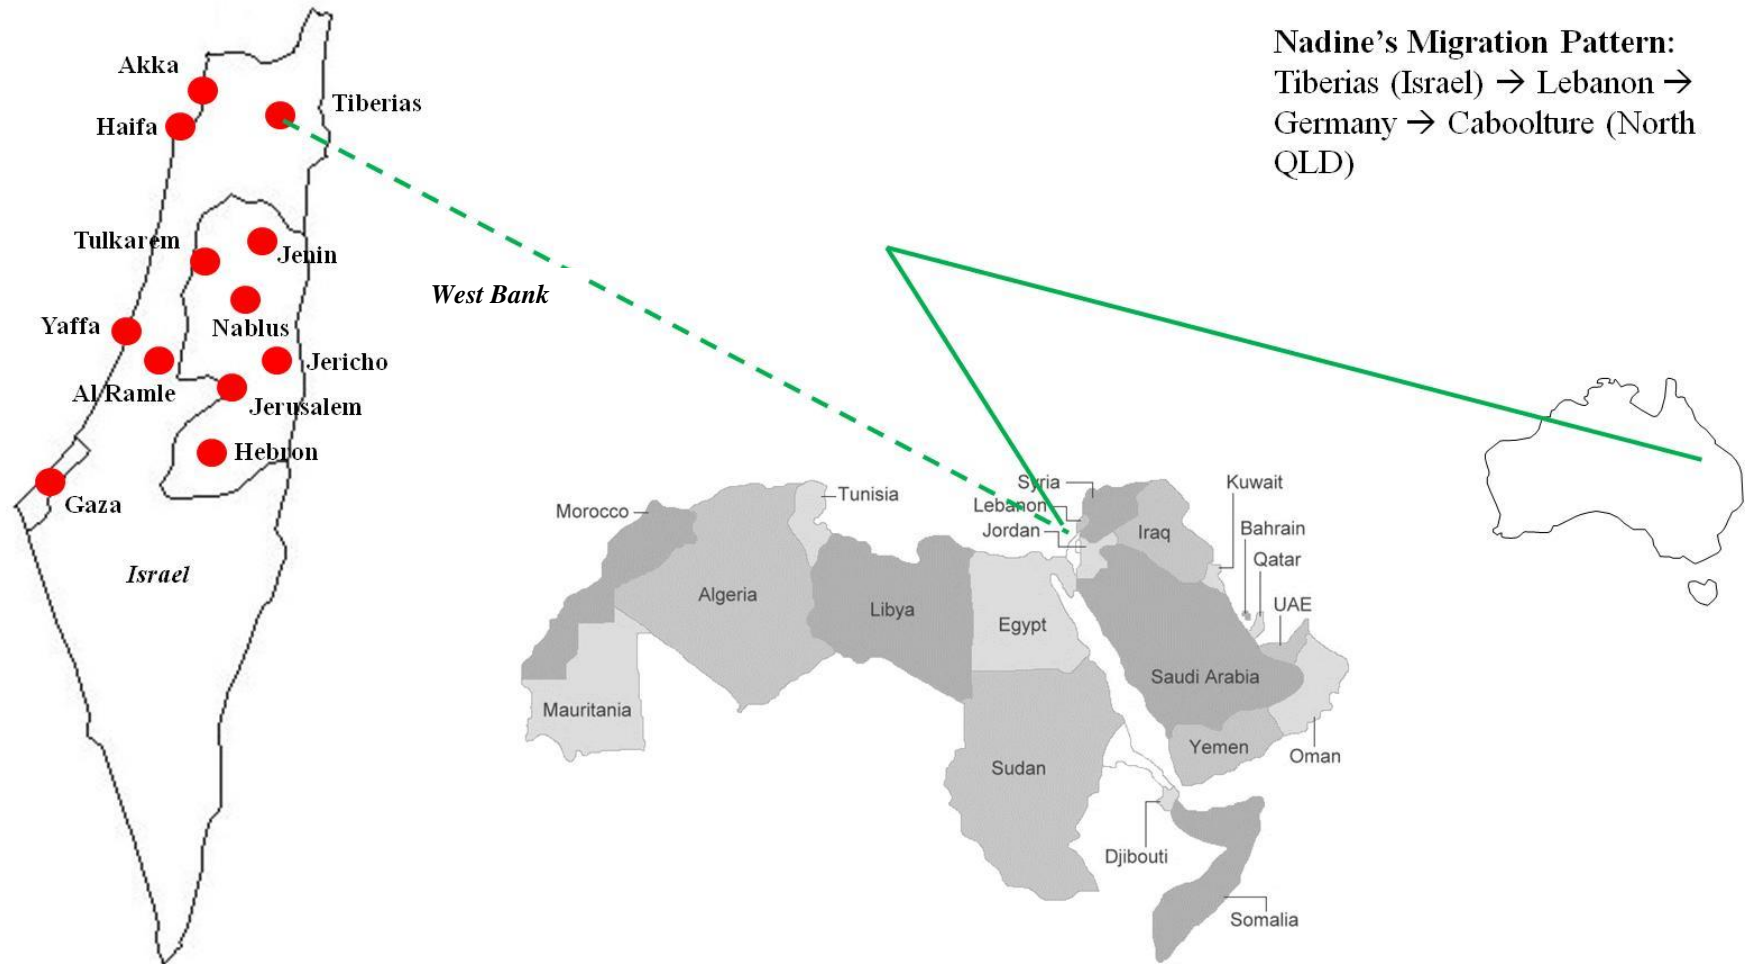 Akka
Tiberias
Haifa
Tulkarem
Jenin
West Bank
Nablus
Yaffa
Jericho
Al Ramle
Jerusalem
Hebron
Gaza
Israel
Nadine’s Migration Pattern:
Tiberias (Israel) → Lebanon →
Germany → Caboolture (North
QLD)
Syria
Kuwait
Tunisia
Lebanon
Morocco
Jordan
Iraq
Bahrain
Qatar
Algeria
Libya
UAE
Egypt
Saudi Arabia
Mauritania
Yemen
Oman
Sudan
Djibouti
Somalia